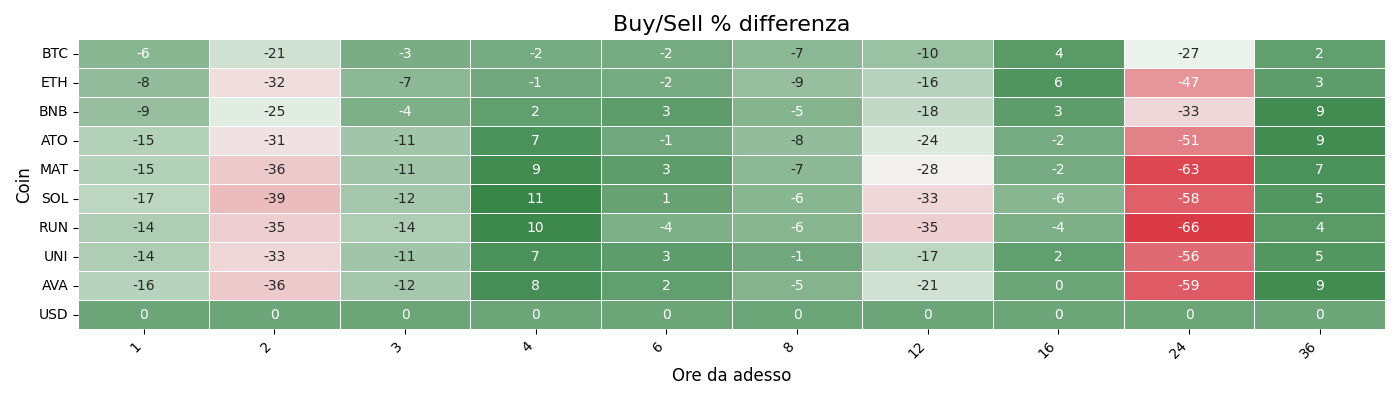 Buy/Sell % differenza
Coin
BTC -6 -21 -3 -2 -2 -7 -10 4 -27 2
ETH -8 -32 -7 -1 -2 -9 -16 6 -47 3
BNB -9 -25 -4 2 3 -5 -18 3 -33 9
ATO -15 -31 -11 7 -1 -8 -24 -2 -51 9
MAT -15 -36 -11 9 3 -7 -28 -2 -63 7
SOL -17 -39 -12 11 1 -6 -33 -6 -58 5
RUN -14 -35 -14 10 -4 -6 -35 -4 -66 4
UNI -14 -33 -11 7 3 -1 -17 2 -56 5
AVA -16 -36 -12 8 2 -5 -21 0 -59 9
USD 0 0 0 0 0 0 0 0 0 0
1 2 3 4 6 8 12 16 24 36
Ore da adesso